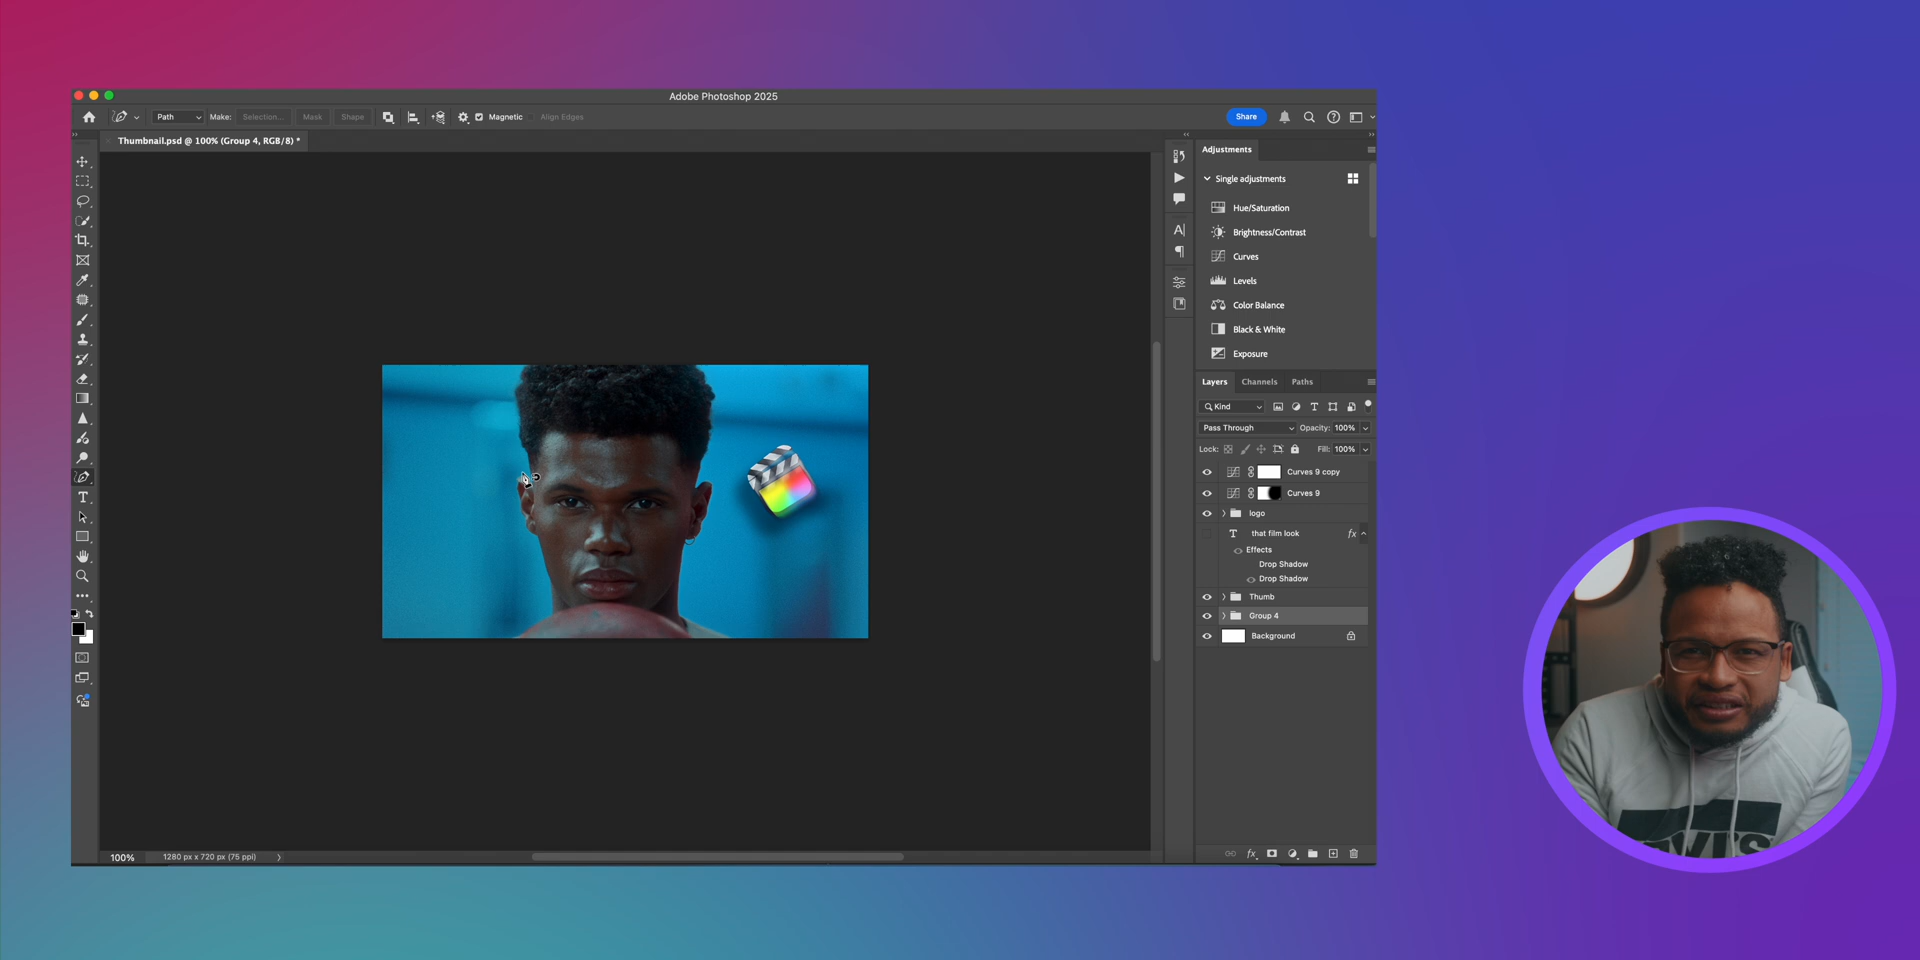 Adobe Photoshop 2025
Path Make: Selection... Mask Shape Magnetic Align Edges Share
Thumbnail.psd @ 100% (Group 4, RGB/8) *
Adjustments
Single adjustments
Hue/Saturation
Brightness/Contrast
Curves
Levels
Color Balance
Black & White
Exposure
Layers Channels Paths
Kind
Pass Through Opacity: 100%
Lock: Fill: 100%
Curves 9 copy
Curves 9
logo
that film look fx
Effects
Drop Shadow
Drop Shadow
Thumb
Group 4
Background
100% 1280 px x 720 px (75 ppi)
fx